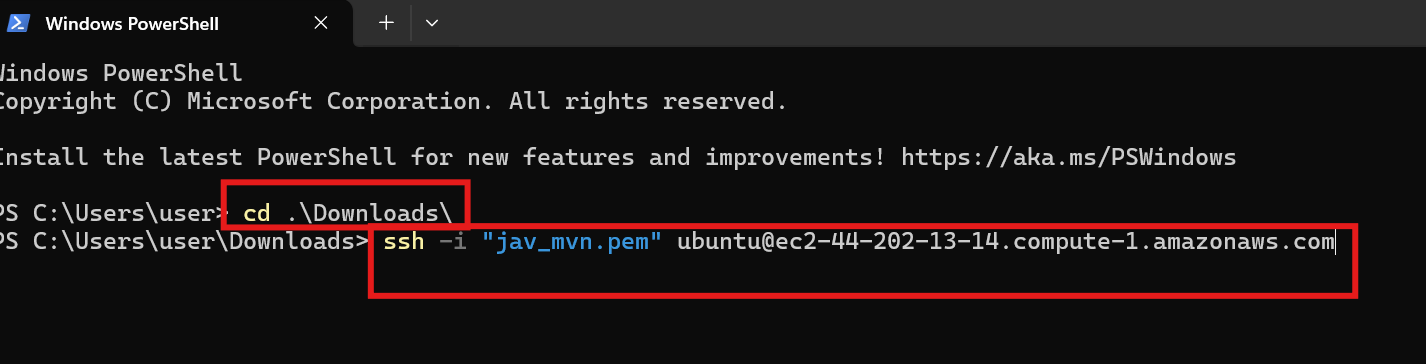 Windows PowerShell
Windows PowerShell
Copyright (C) Microsoft Corporation. All rights reserved.
Install the latest PowerShell for new features and improvements! https://aka.ms/PSWindows
PS C:\Users\user> cd .\Downloads\
PS C:\Users\user\Downloads> ssh -i "jav_mvn.pem" ubuntu@ec2-44-202-13-14.compute-1.amazonaws.com